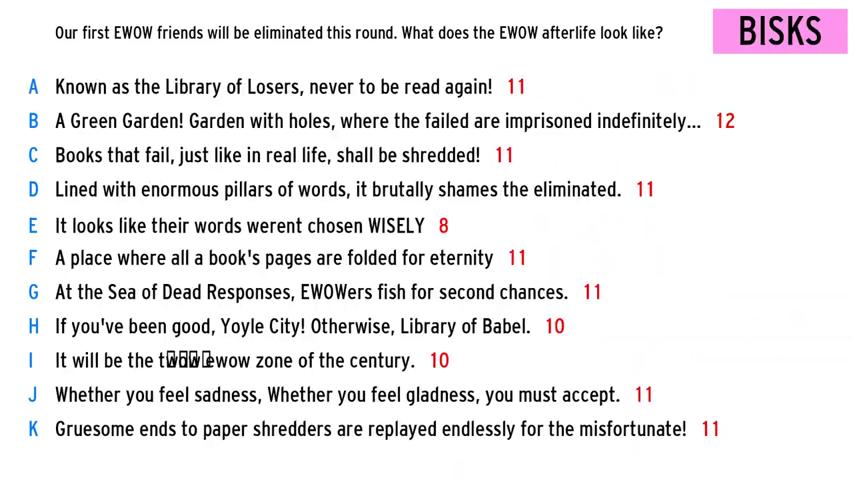 Our first EWOW friends will be eliminated this round. What does the EWOW afterlife look like?
BISKS
A Known as the Library of Losers, never to be read again! 11
B A Green Garden! Garden with holes, where the failed are imprisoned indefinitely... 12
C Books that fail, just like in real life, shall be shredded! 11
D Lined with enormous pillars of words, it brutally shames the eliminated. 11
E It looks like their words werent chosen WISELY 8
F A place where all a book's pages are folded for eternity 11
G At the Sea of Dead Responses, EWOWers fish for second chances. 11
H If you've been good, Yoyle City! Otherwise, Library of Babel. 10
I It will be the ewow zone of the century. 10
J Whether you feel sadness, Whether you feel gladness, you must accept. 11
K Gruesome ends to paper shredders are replayed endlessly for the misfortunate! 11